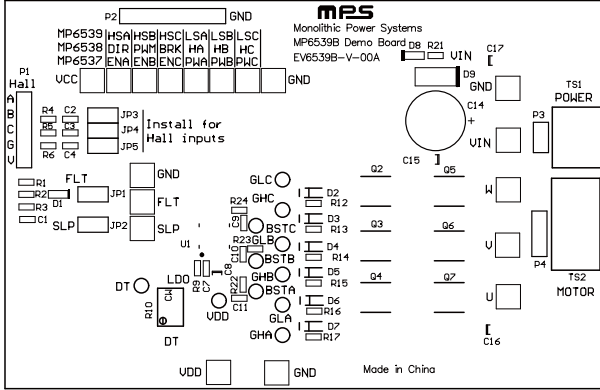 P2 GND
MPS
Monolithic Power Systems
MP6539B Demo Board
EV6539B-V-00A
MP6539 HSA HSB HSC LSA LSB LSC
MP6538 DIR PWM BRK HA HB HC
MP6537 ENA ENB ENC PWA PWB PWC
VCC GND
D8 R21 VIN C17
D9
GND
C14
+
C15
VIN
P3
TS1
POWER
P1
Hall
A
B
C
G
V
R4 C2 JP3
R5 C3 JP4
R6 C4 JP5
Install for
Hall inputs
R1
R2
R3
C1
FLT
D1
JP1
SLP
JP2
GND
FLT
SLP
GLC
GHC
R24
C9
BSTC
R23
GLB
C10
BSTB
GHB
R22
BSTA
C11
GLA
GHA
U1
R9
C7
C8
LDO
CW
R10
DT
DT
VDD
D2
R12
D3
R13
D4
R14
D5
R15
D6
R16
D7
R17
Q2 Q5
Q3 Q6
Q4 Q7
W
V
U
P4
TS2
MOTOR
C16
VDD
GND
Made in China